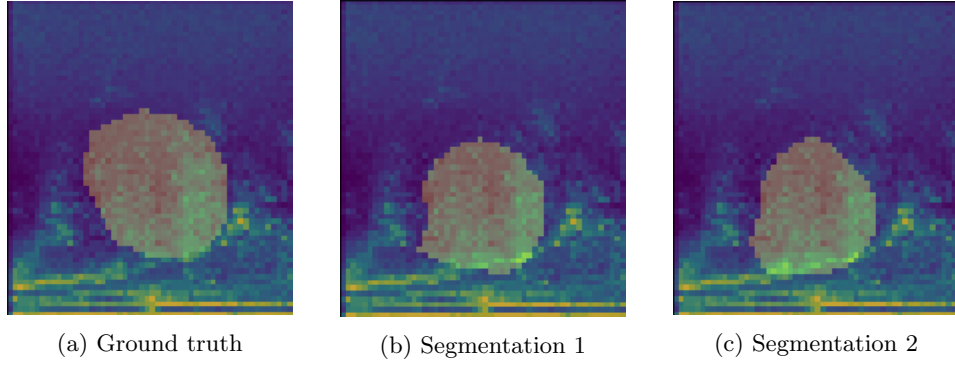 (a) Ground truth
(b) Segmentation 1
(c) Segmentation 2